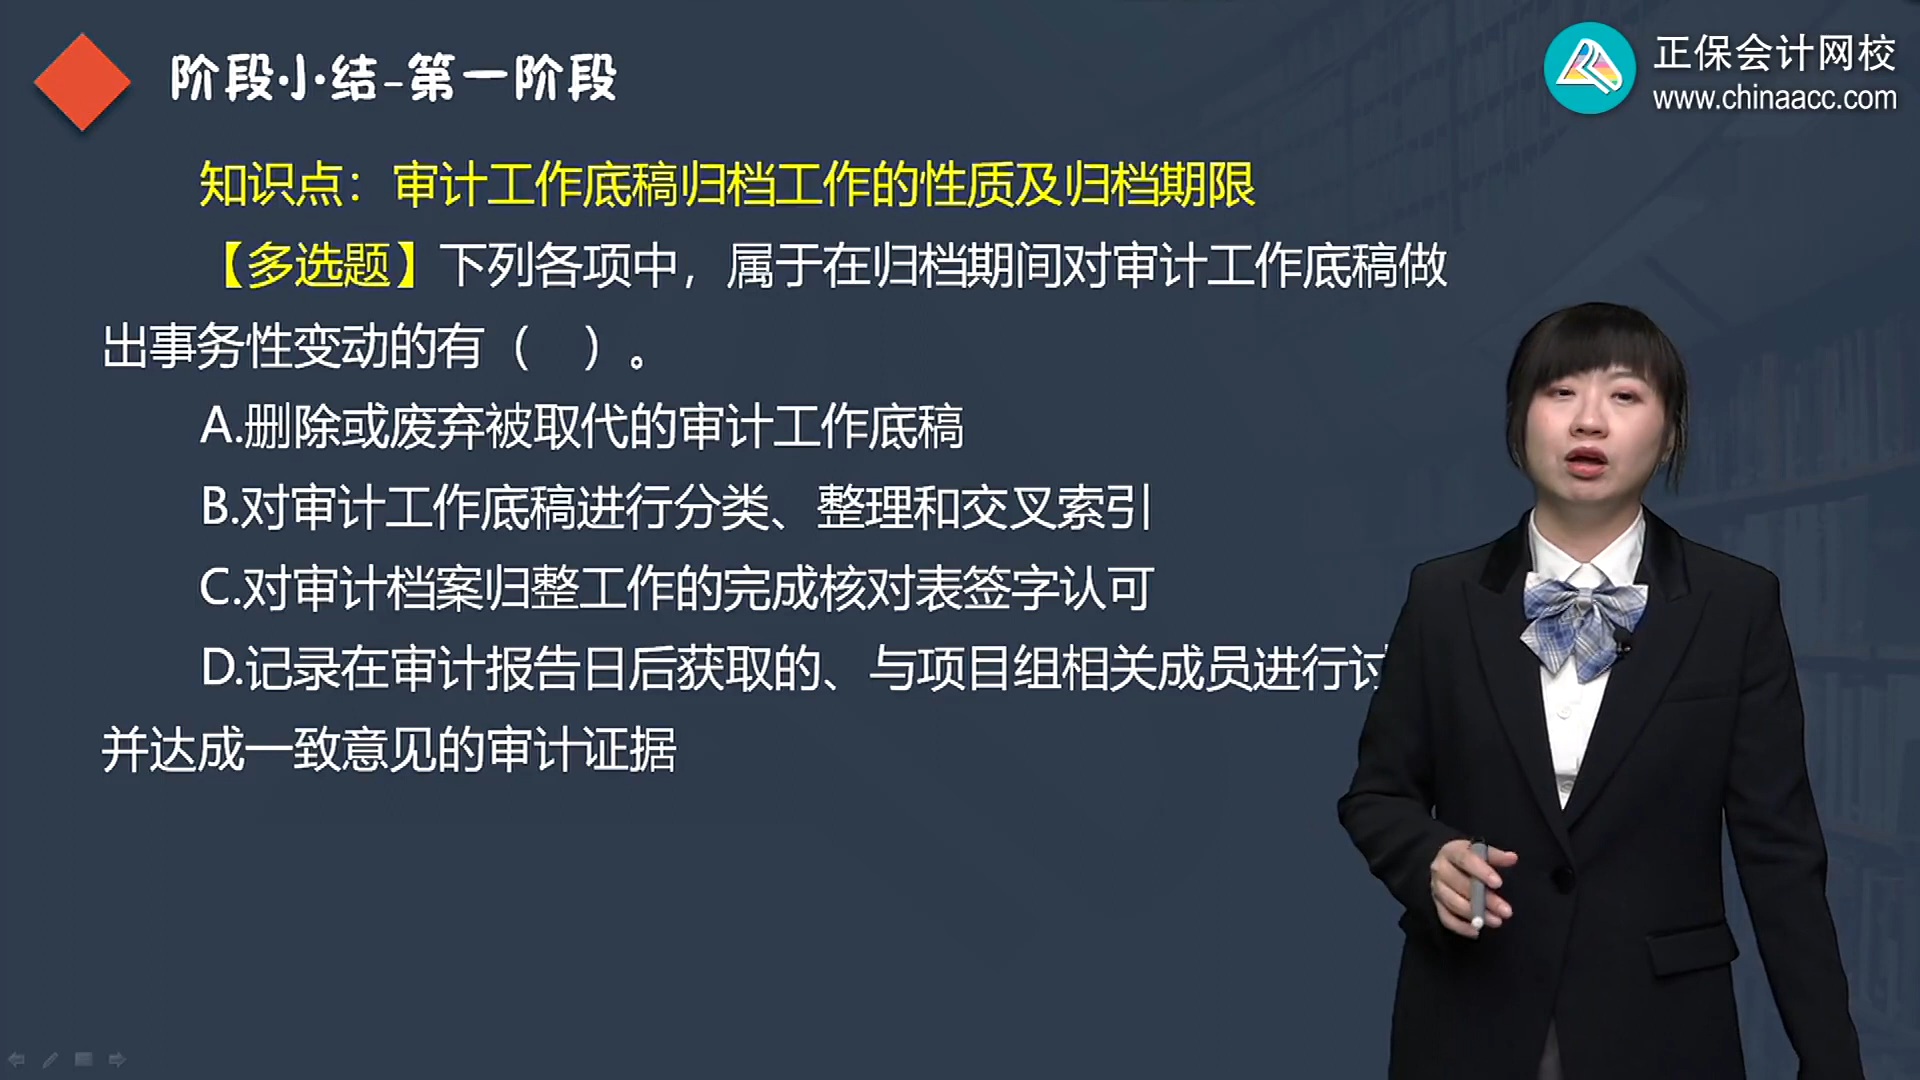 阶段小结-第一阶段
正保会计网校
www.chinaacc.com
知识点：审计工作底稿归档工作的性质及归档期限
【多选题】下列各项中，属于在归档期间对审计工作底稿做
出事务性变动的有（ ）。
A.删除或废弃被取代的审计工作底稿
B.对审计工作底稿进行分类、整理和交叉索引
C.对审计档案归整工作的完成核对表签字认可
D.记录在审计报告日后获取的、与项目组相关成员进行讨
并达成一致意见的审计证据